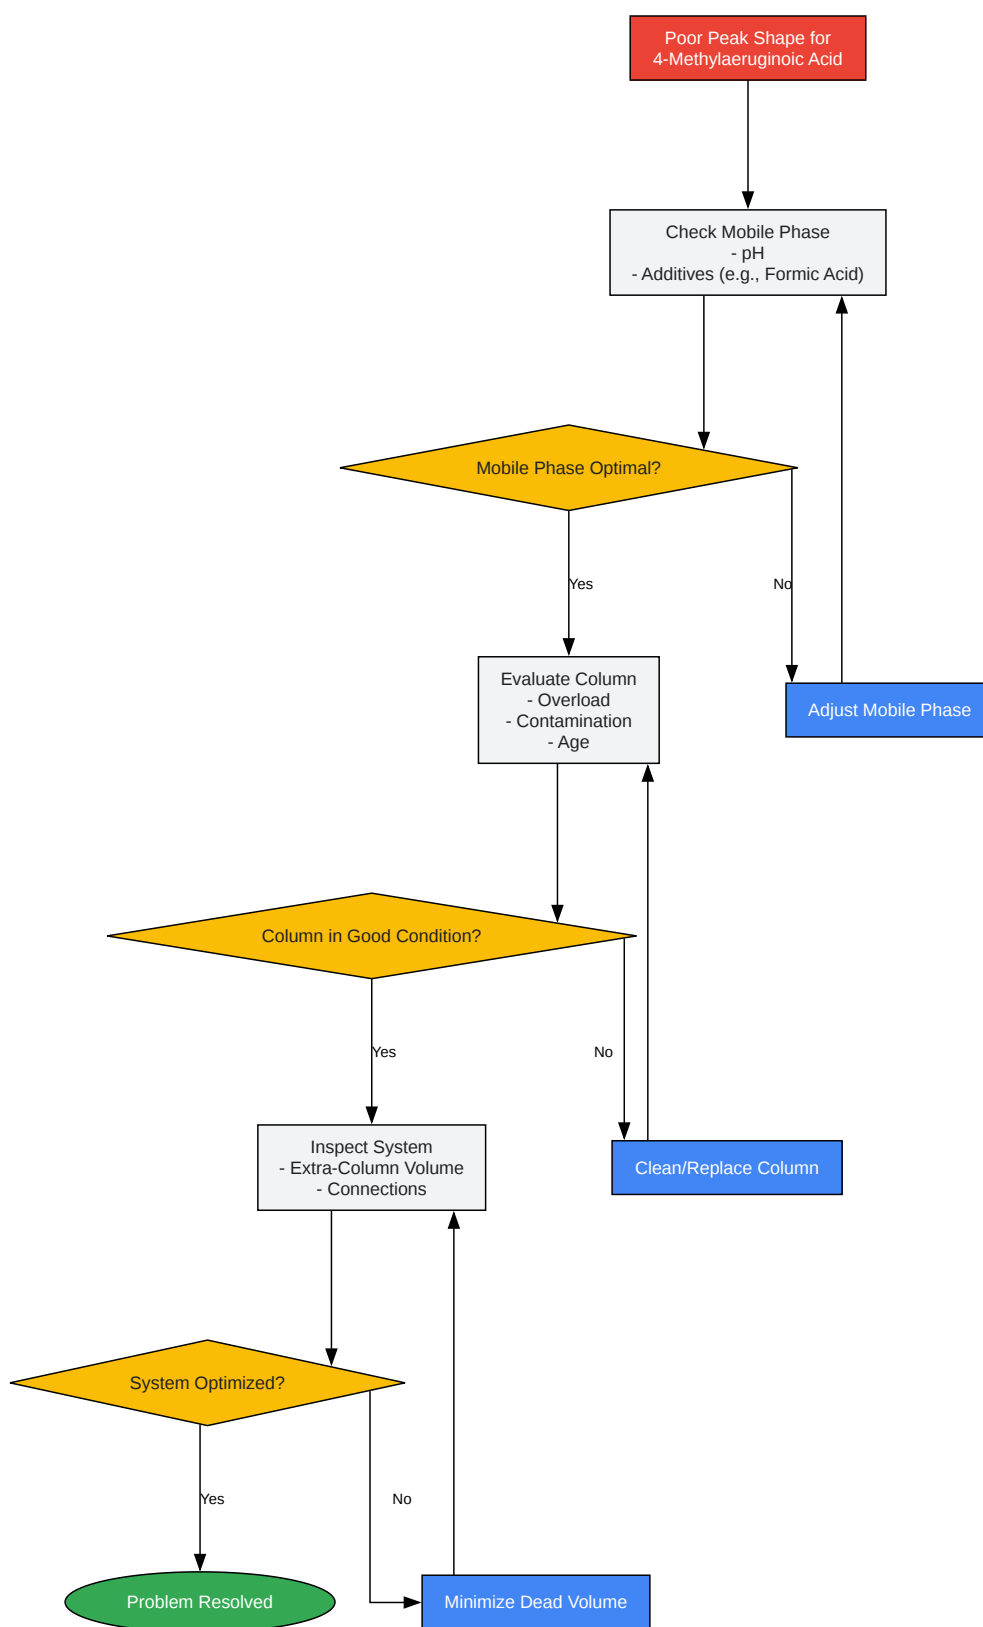 Poor Peak Shape for
4-Methylaeruginoic Acid
Check Mobile Phase
- pH
- Additives (e.g., Formic Acid)
Mobile Phase Optimal?
Yes
No
Evaluate Column
- Overload
- Contamination
- Age
Adjust Mobile Phase
Column in Good Condition?
Yes
No
Inspect System
- Extra-Column Volume
- Connections
Clean/Replace Column
System Optimized?
Yes
No
Problem Resolved
Minimize Dead Volume